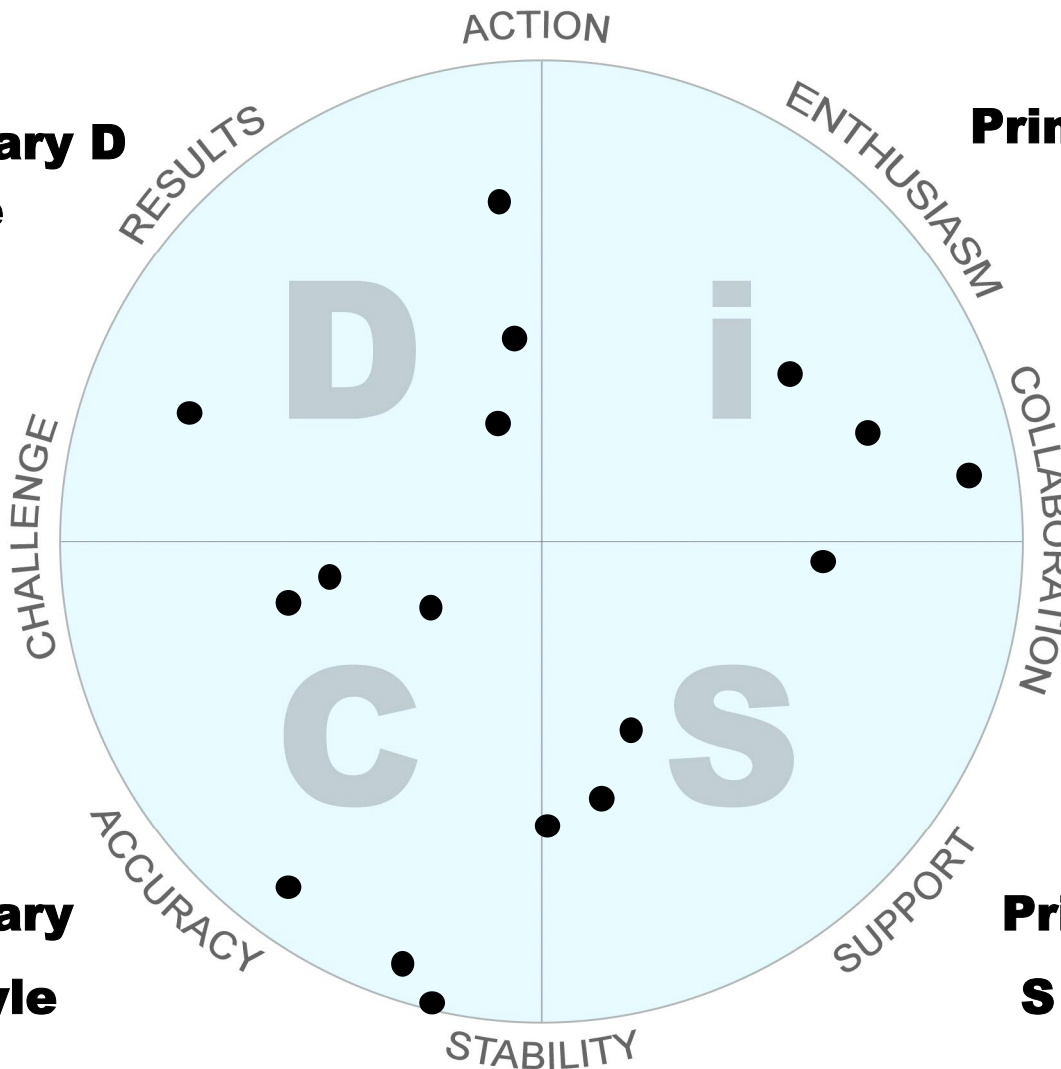 ACTION
ENTHUSIASM
RESULTS
ary D
Prin
e
D
i
COLLABORATION
CHALLENGE
C
S
ACCURACY
SUPPORT
ary
Pri
yle
S
STABILITY